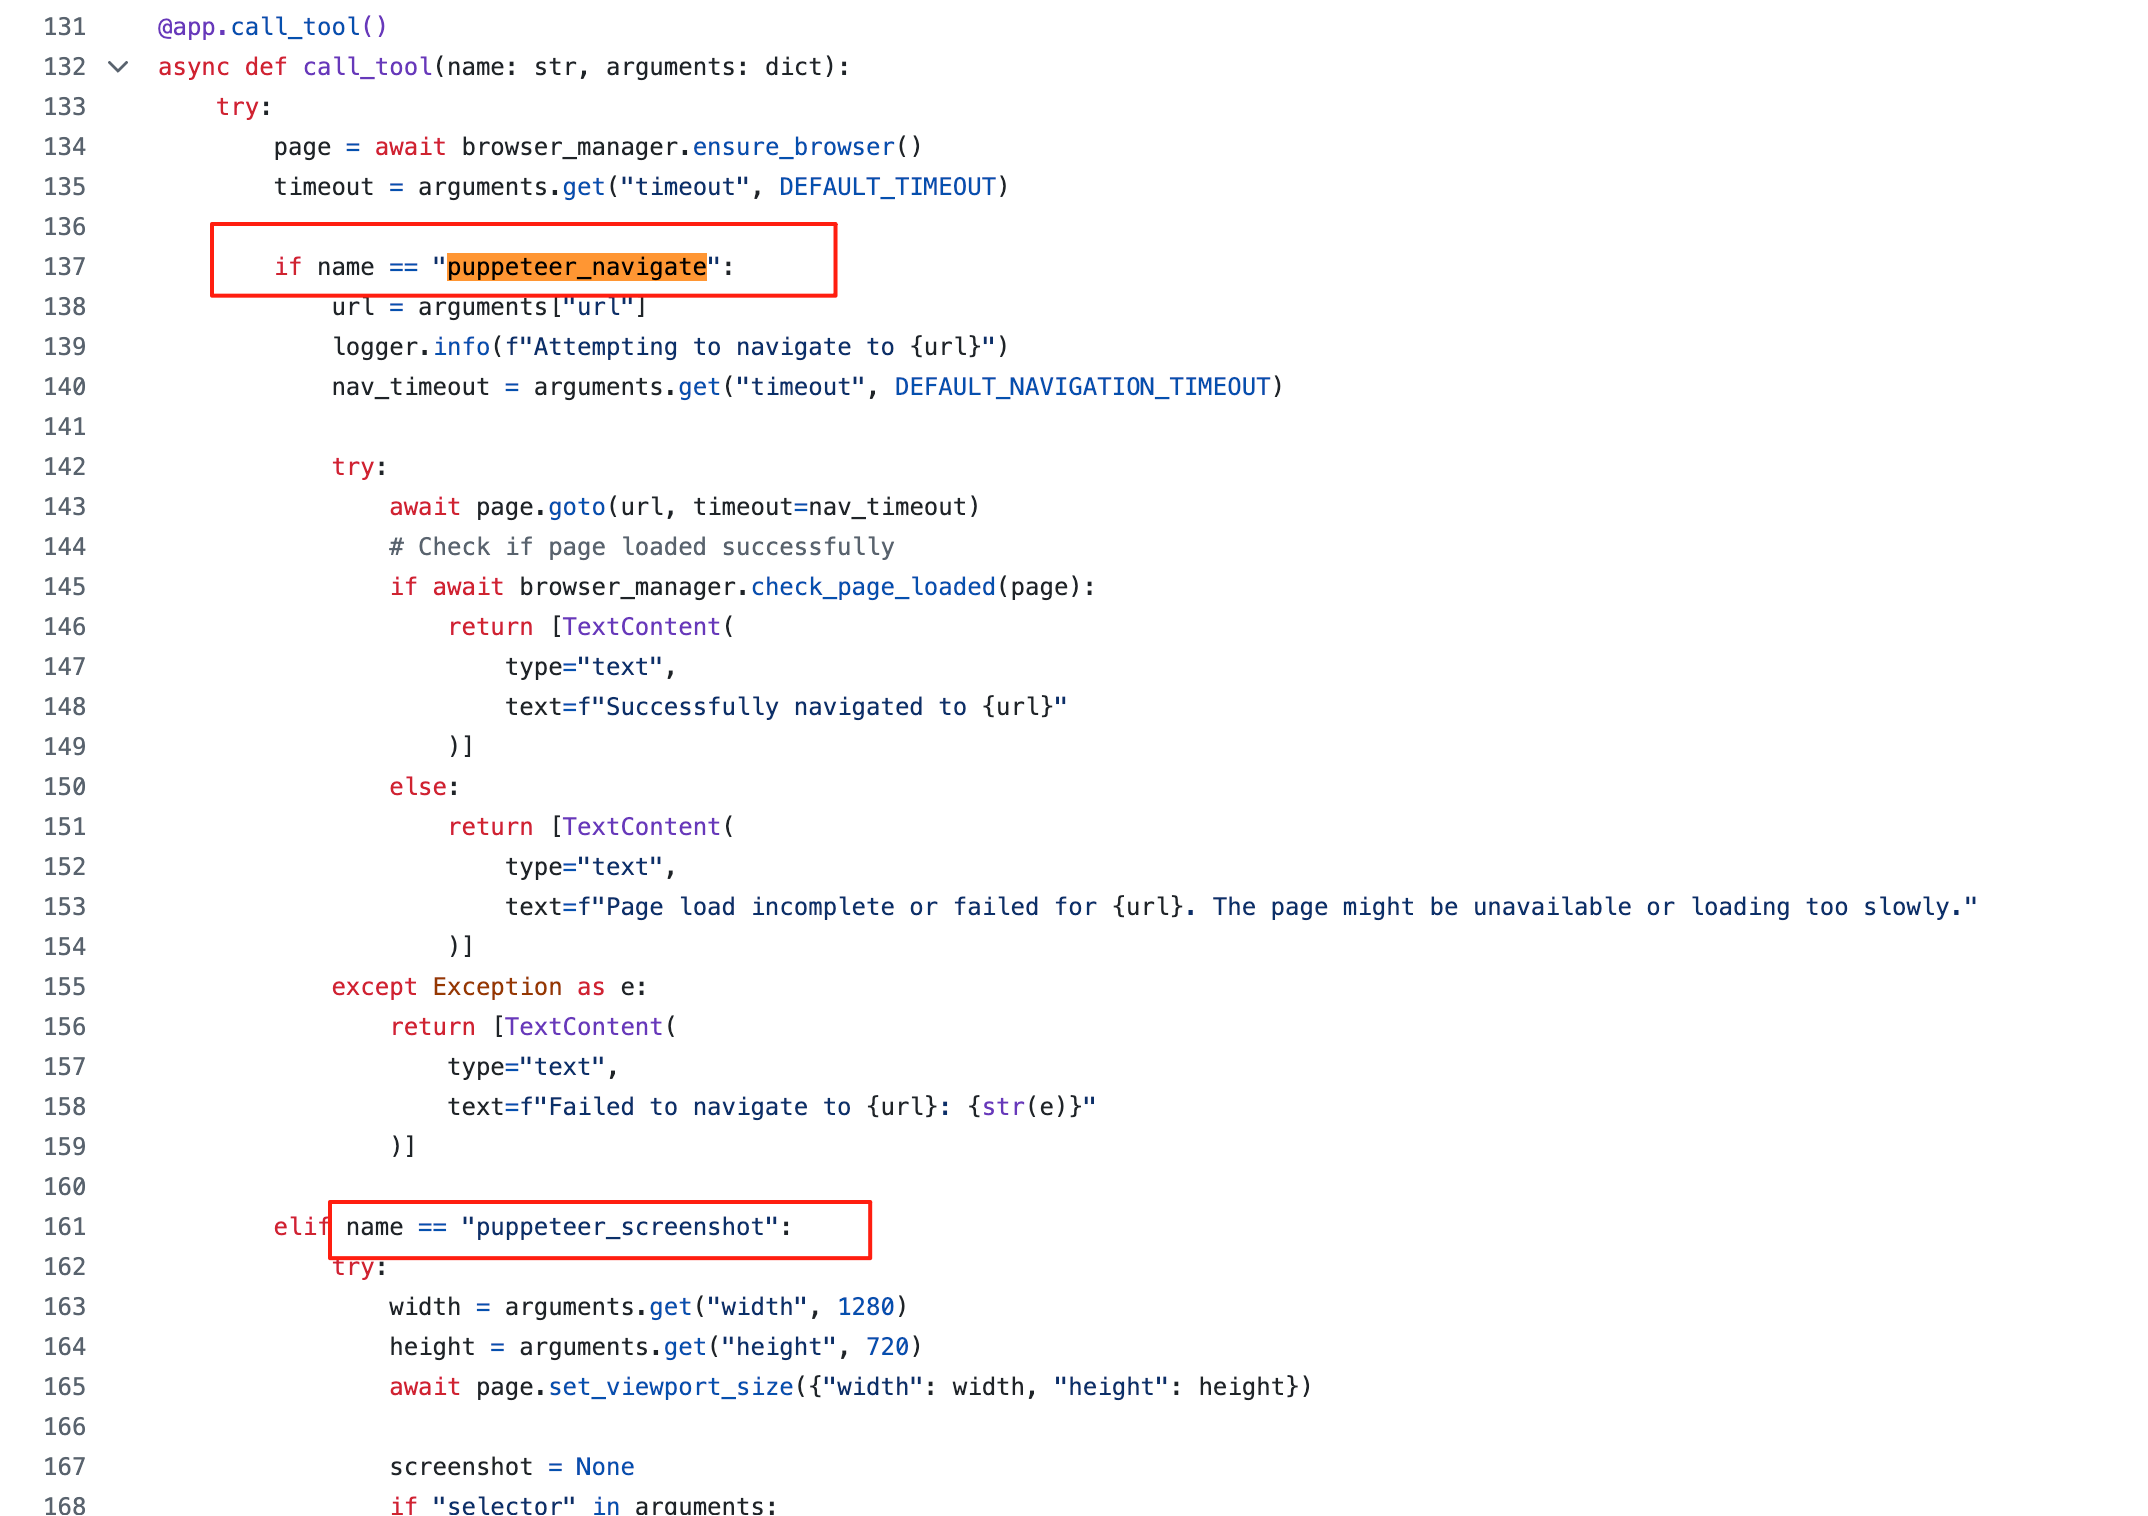 131 @app.call_tool()
132 async def call_tool(name: str, arguments: dict):
133 try:
134 page = await browser_manager.ensure_browser()
135 timeout = arguments.get("timeout", DEFAULT_TIMEOUT)
136
137 if name == "puppeteer_navigate":
138 url = arguments["url"]
139 logger.info(f"Attempting to navigate to {url}")
140 nav_timeout = arguments.get("timeout", DEFAULT_NAVIGATION_TIMEOUT)
141
142 try:
143 await page.goto(url, timeout=nav_timeout)
144 # Check if page loaded successfully
145 if await browser_manager.check_page_loaded(page):
146 return [TextContent(
147 type="text",
148 text=f"Successfully navigated to {url}"
149 )]
150 else:
151 return [TextContent(
152 type="text",
153 text=f"Page load incomplete or failed for {url}. The page might be unavailable or loading too slowly."
154 )]
155 except Exception as e:
156 return [TextContent(
157 type="text",
158 text=f"Failed to navigate to {url}: {str(e)}"
159 )]
160
161 elif name == "puppeteer_screenshot":
162 try:
163 width = arguments.get("width", 1280)
164 height = arguments.get("height", 720)
165 await page.set_viewport_size({"width": width, "height": height})
166
167 screenshot = None
168 if "selector" in arguments: